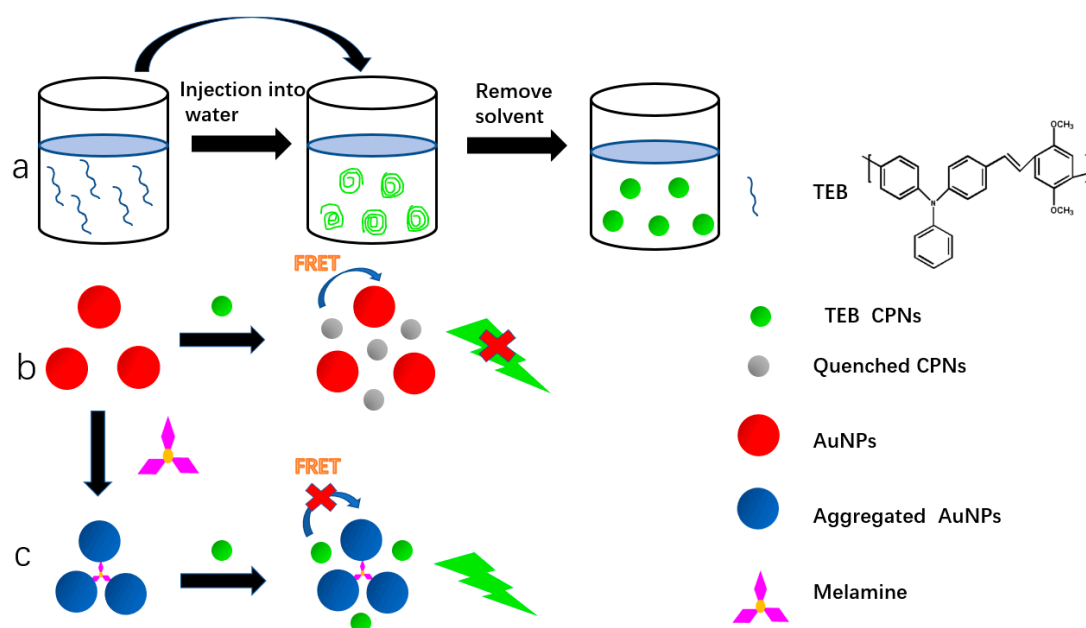 Injection into
water
Remove
solvent
a
TEB
OCH3
OCH3
N
FRET
b
TEB CPNs
Quenched CPNs
AuNPs
FRET
c
Aggregated AuNPs
Melamine